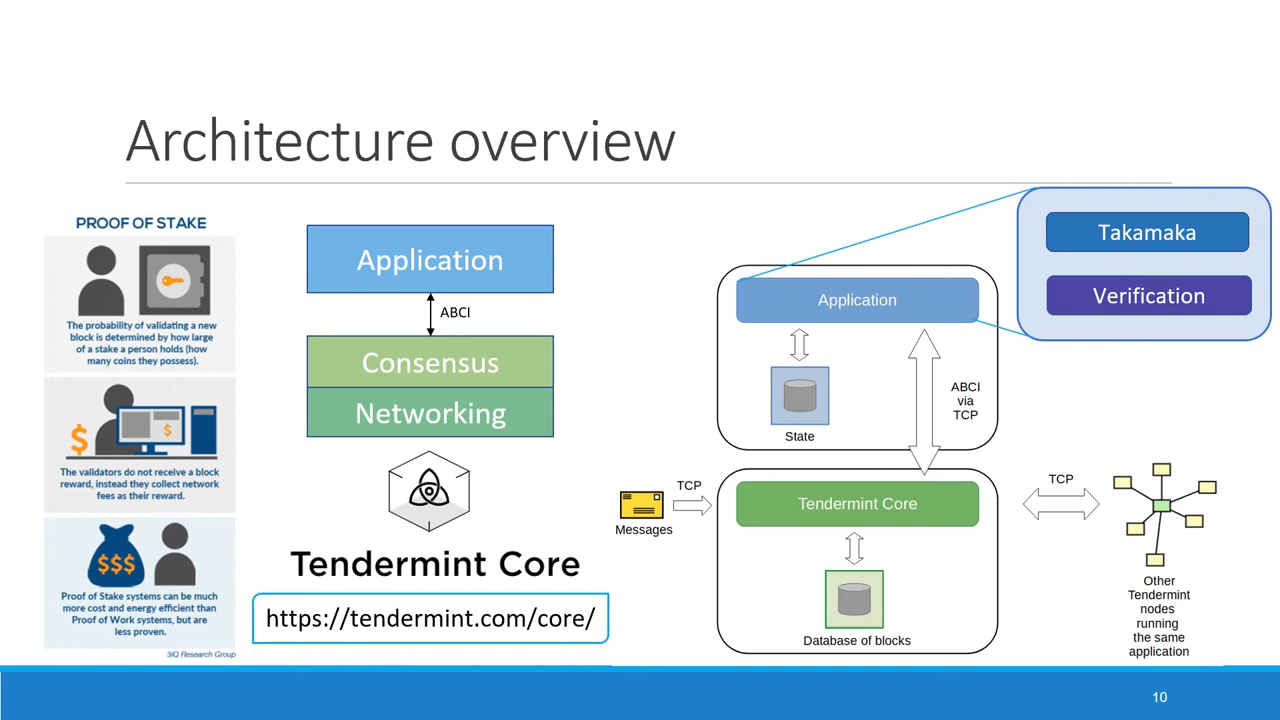 Architecture overview
PROOF OF STAKE
The probability of validating a new
block is determined by how large
of a stake a person holds (how
many coins they possess).
The validators do not receive a block
reward, instead they collect network
fees as their reward.
Proof of Stake systems can be much
more cost and energy efficient than
Proof of Work systems, but are
less proven.
3iQ Research Group
Application
ABCI
Consensus
Networking
Tendermint Core
https://tendermint.com/core/
Takamaka
Verification
Application
State
ABCI
via
TCP
Messages
TCP
Tendermint Core
Database of blocks
TCP
Other
Tendermint
nodes
running
the same
application
$
$
$$$
10